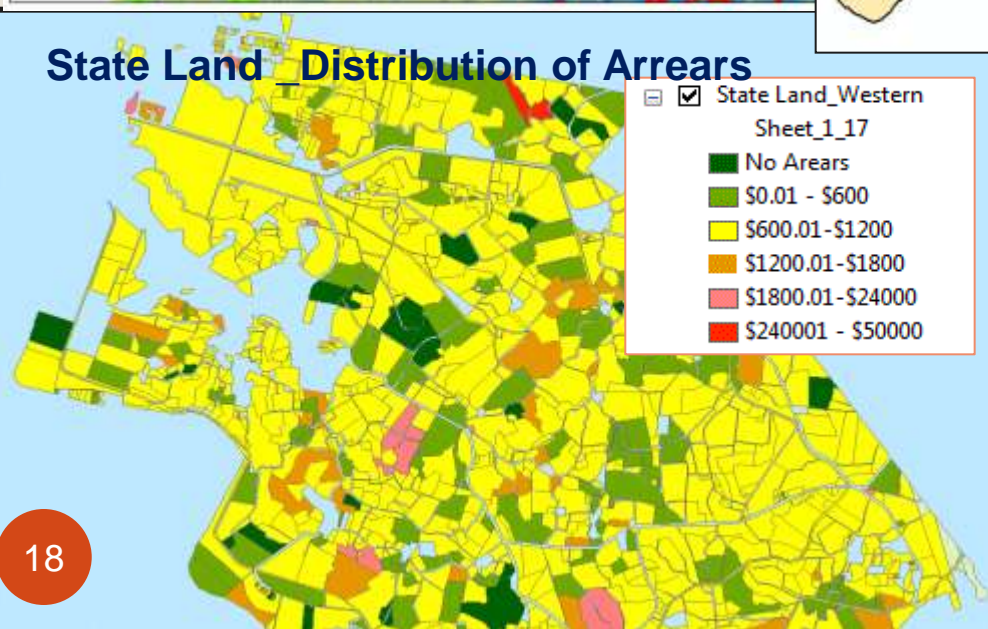 State Land _Distribution of Arrears
State Land_Western
Sheet_1_17
No Arears
$0.01 - $600
$600.01-$1200
$1200.01-$1800
$1800.01-$24000
$240001 - $50000
18